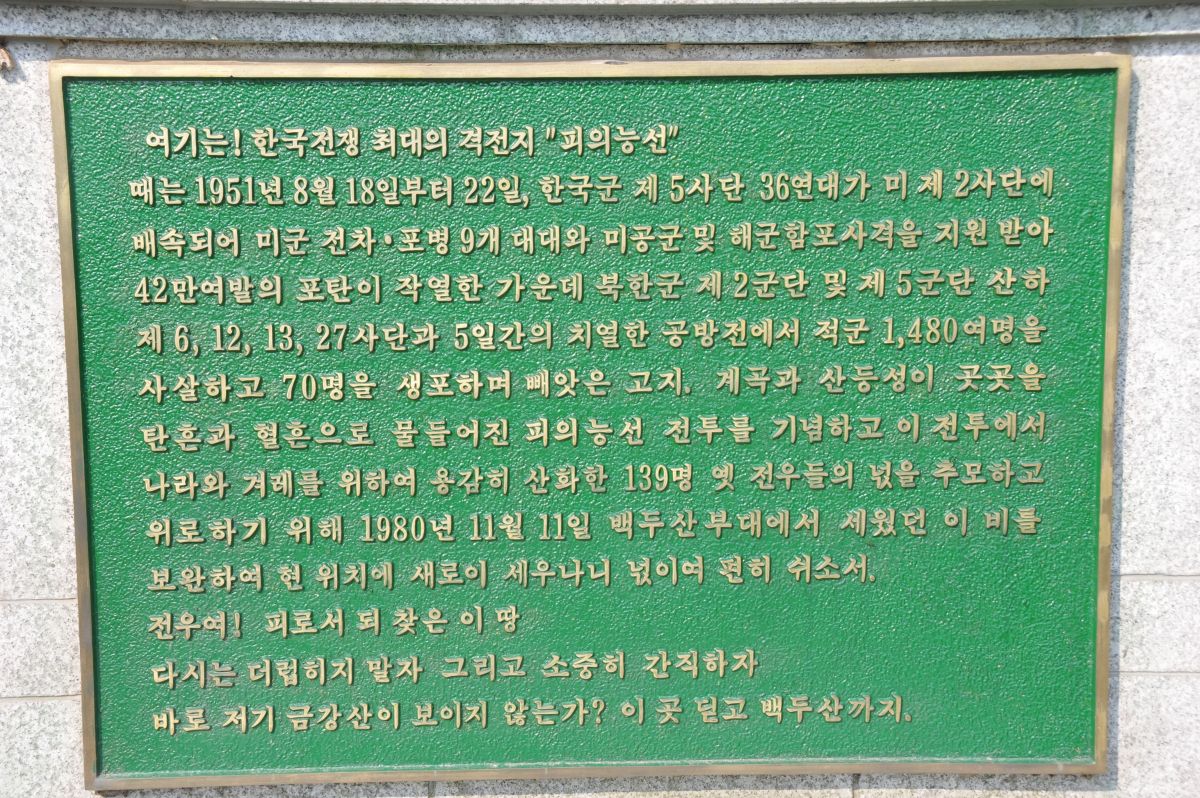 여기는! 한국전쟁 최대의 격전지 "피의능선"
때는 1951년 8월 18일부터 22일, 한국군 제 5사단 36연대가 미 제 2사단에
배속되어 미군 전차·포병 9개 대대와 미공군 및 해군함포사격을 지원 받아
42만여발의 포탄이 작열한 가운데 북한군 제 2군단 및 제 5군단 산하
제 6, 12, 13, 27사단과 5일간의 치열한 공방전에서 적군 1,480여명을
사살하고 70명을 생포하며 빼앗은 고지. 계곡과 산등성이 곳곳을
탄흔과 혈흔으로 물들어진 피의능선 전투를 기념하고 이 전투에서
나라와 겨레를 위하여 용감히 산화한 139명 옛 전우들의 넋을 추모하고
위로하기 위해 1980년 11월 11일 백두산부대에서 세웠던 이 비를
보완하여 현 위치에 새로이 세우나니 넋이여 편히 쉬소서.
전우여! 피로서 되 찾은 이 땅
다시는 더럽히지 말자 그리고 소중히 간직하자
바로 저기 금강산이 보이지 않는가? 이 곳 딛고 백두산까지.